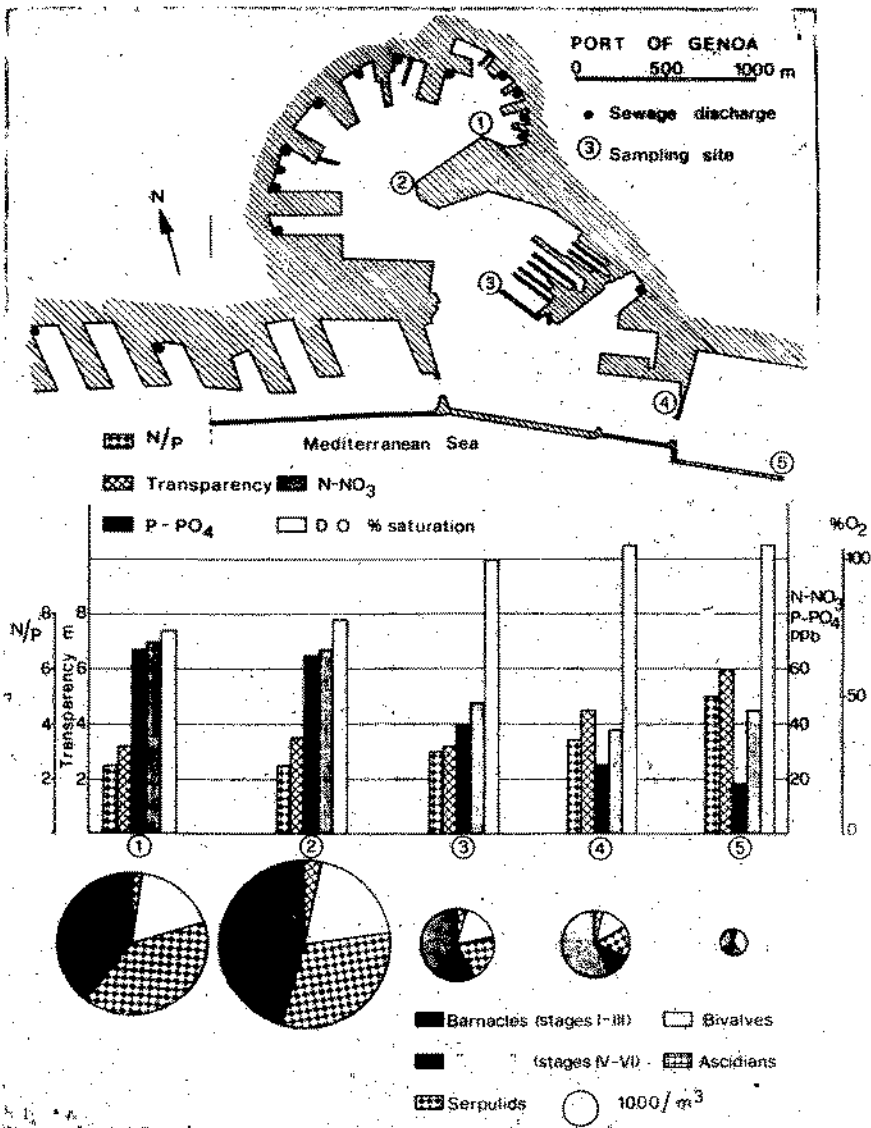 PORT OF GENOA
0 500 1000 m
● Sewage discharge
③ Sampling site
①
②
N
③
④
⑤
Mediterranean Sea
N/P
Transparency
N-NO₃
P-PO₄
D O % saturation
%O₂
100
50
0
N-NO₃
P-PO₄
ppb
60
40
20
N/P
8
6
4
2
Transparency m
8
6
4
2
① ② ③ ④ ⑤
Barnacles (stages I-III)
Bivalves
" (stages IV-VI)
Ascidians
Serpulids
1000/m³